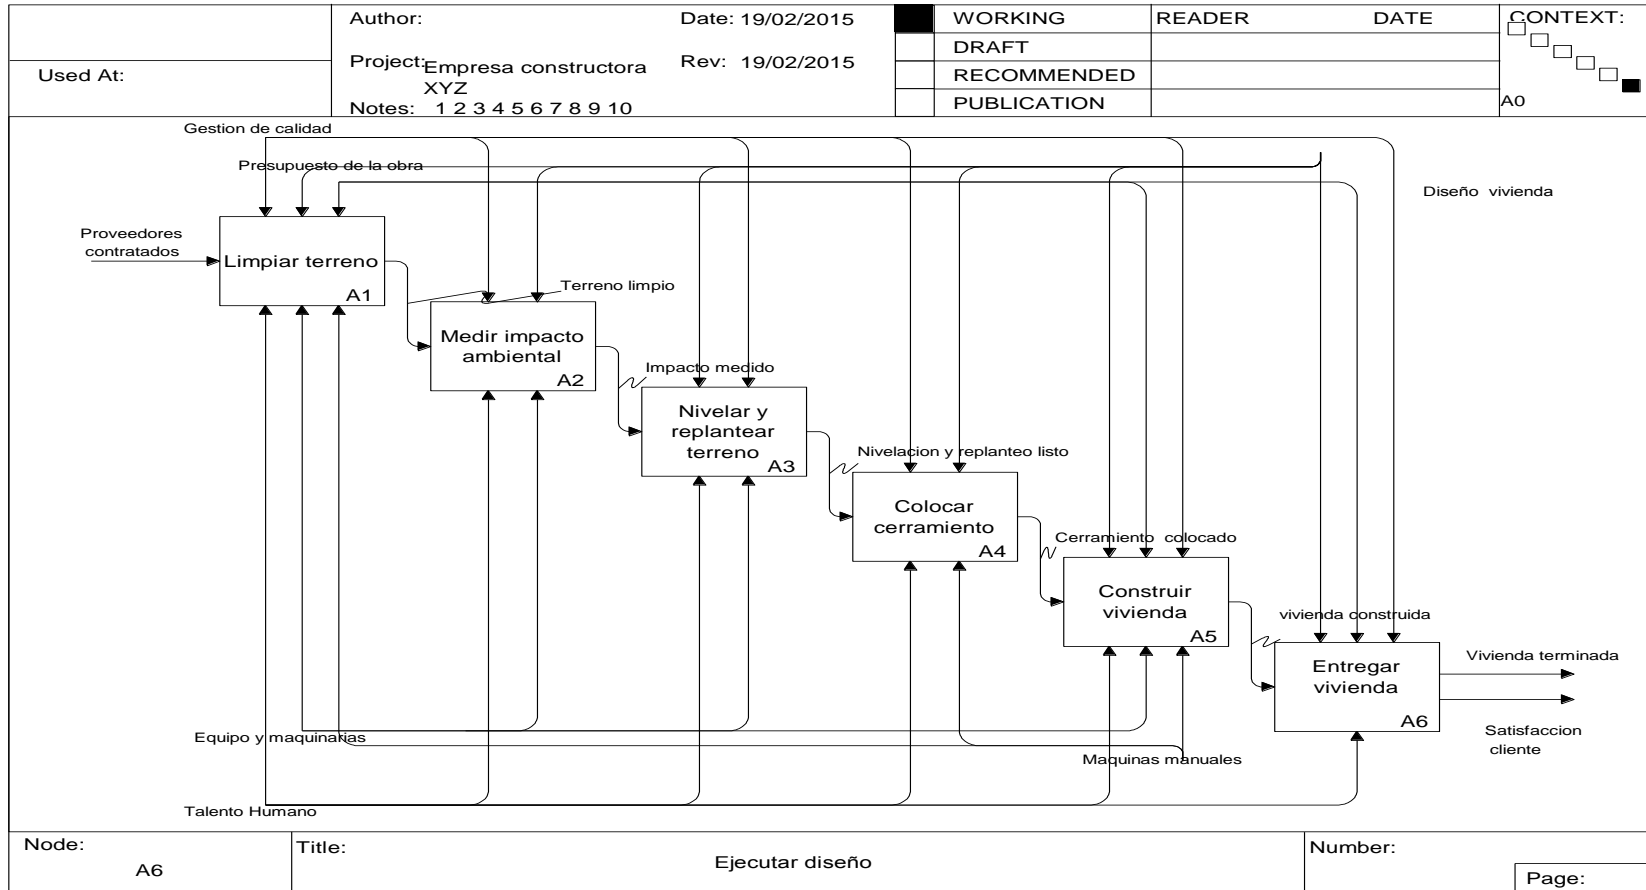 Used At:
Author:
Date: 19/02/2015
Project: Empresa constructora
XYZ
Rev: 19/02/2015
Notes: 1 2 3 4 5 6 7 8 9 10
WORKING
DRAFT
RECOMMENDED
PUBLICATION
READER
DATE
CONTEXT:
A0
Gestion de calidad
Presupuesto de la obra
Diseño vivienda
Proveedores
contratados
Limpiar terreno
A1
Terreno limpio
Medir impacto
ambiental
A2
Impacto medido
Nivelar y
replantear
terreno
A3
Nivelacion y replanteo listo
Colocar
cerramiento
A4
Cerramiento colocado
Construir
vivienda
A5
vivienda construida
Entregar
vivienda
A6
Vivienda terminada
Satisfaccion
cliente
Equipo y maquinarias
Maquinas manuales
Talento Humano
Node:
A6
Title:
Ejecutar diseño
Number:
Page: